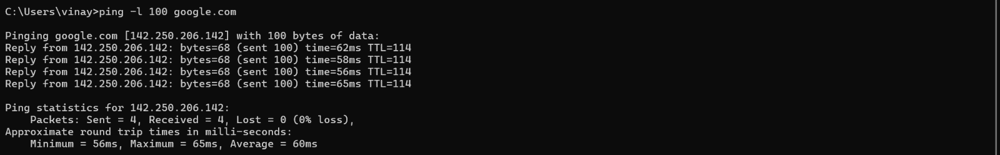 C:\Users\vinay>ping -l 100 google.com
Pinging google.com [142.250.206.142] with 100 bytes of data:
Reply from 142.250.206.142: bytes=68 (sent 100) time=62ms TTL=114
Reply from 142.250.206.142: bytes=68 (sent 100) time=58ms TTL=114
Reply from 142.250.206.142: bytes=68 (sent 100) time=56ms TTL=114
Reply from 142.250.206.142: bytes=68 (sent 100) time=65ms TTL=114
Ping statistics for 142.250.206.142:
    Packets: Sent = 4, Received = 4, Lost = 0 (0% loss),
Approximate round trip times in milli-seconds:
    Minimum = 56ms, Maximum = 65ms, Average = 60ms